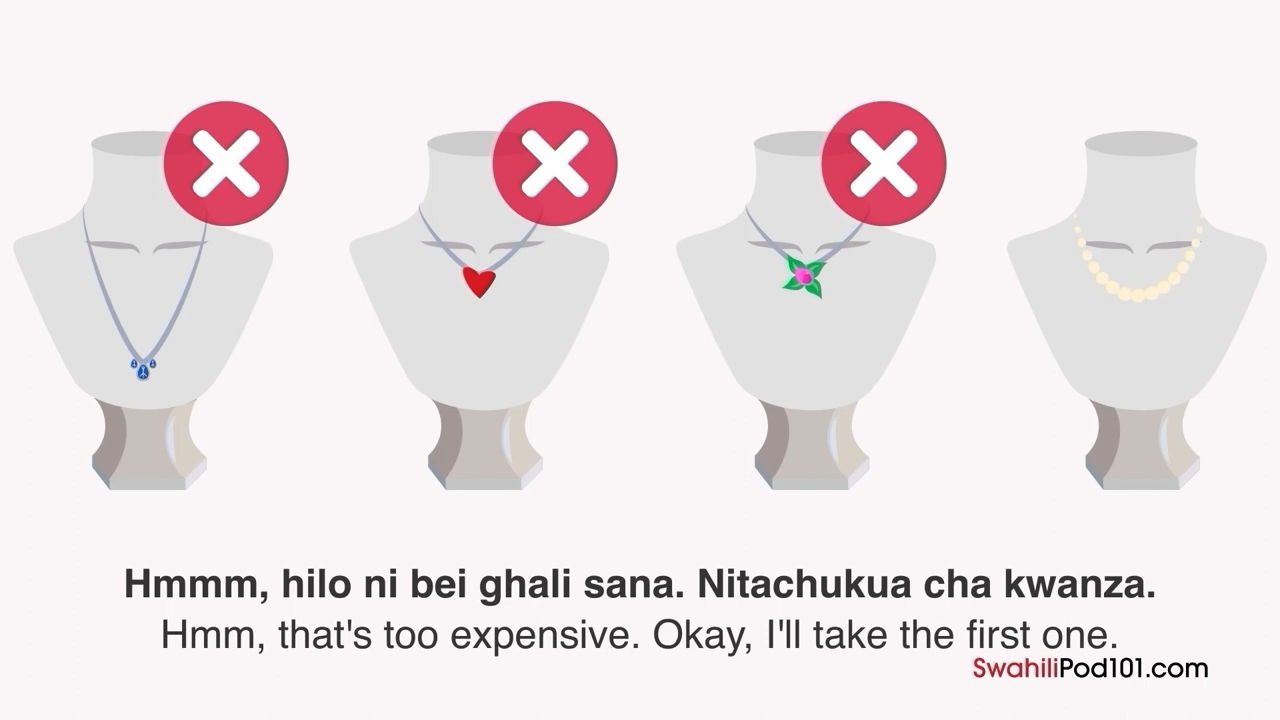 Hmmm, hilo ni bei ghali sana. Nitachukua cha kwanza.
Hmm, that's too expensive. Okay, I'll take the first one.
SwahiliPod101.com